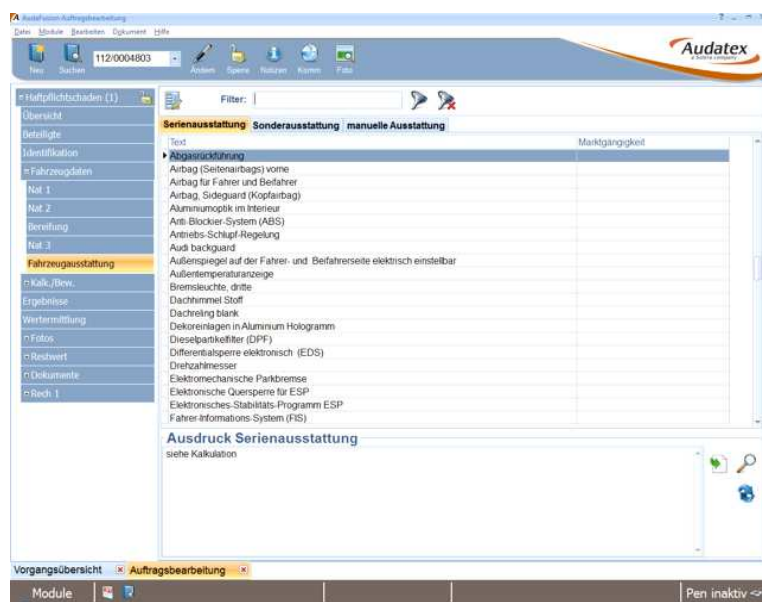 AudaFusion-Auftragsbearbeitung
Datei Module Bearbeiten Dokument Hilfe
112/0004803
Neu Suchen Ändern Sperre Notizen Komm Foto
Audatex
a Solera company
Haftpflichtschaden (1)
Filter:
Übersicht
Beteiligte
Identifikation
Fahrzeugdaten
Nat 1
Nat 2
Bereifung
Nat 3
Fahrzeugausstattung
Kalk./Bew.
Ergebnisse
Wertermittlung
Fotos
Restwert
Dokumente
Rech 1
Serienausstattung Sonderausstattung manuelle Ausstattung
Text Marktgängigkeit
Abgasrückführung
Airbag (Seitenairbags) vorne
Airbag für Fahrer und Beifahrer
Airbag, Sideguard (Kopfairbag)
Aluminiumoptik im Interieur
Anti-Blockier-System (ABS)
Antriebs-Schlupf-Regelung
Audi backguard
Außenspiegel auf der Fahrer- und Beifahrerseite elektrisch einstellbar
Außentemperaturanzeige
Bremsleuchte, dritte
Dachhimmel Stoff
Dachreling blank
Dekoreinlagen in Aluminium Hologramm
Dieselpartikelfilter (DPF)
Differentialsperre elektronisch (EDS)
Drehzahlmesser
Elektromechanische Parkbremse
Elektronische Quersperre für ESP
Elektronisches-Stabilitäts-Programm ESP
Fahrer-Informations-System (FIS)
Ausdruck Serienausstattung
siehe Kalkulation
Vorgangsübersicht Auftragsbearbeitung
Module Pen inaktiv